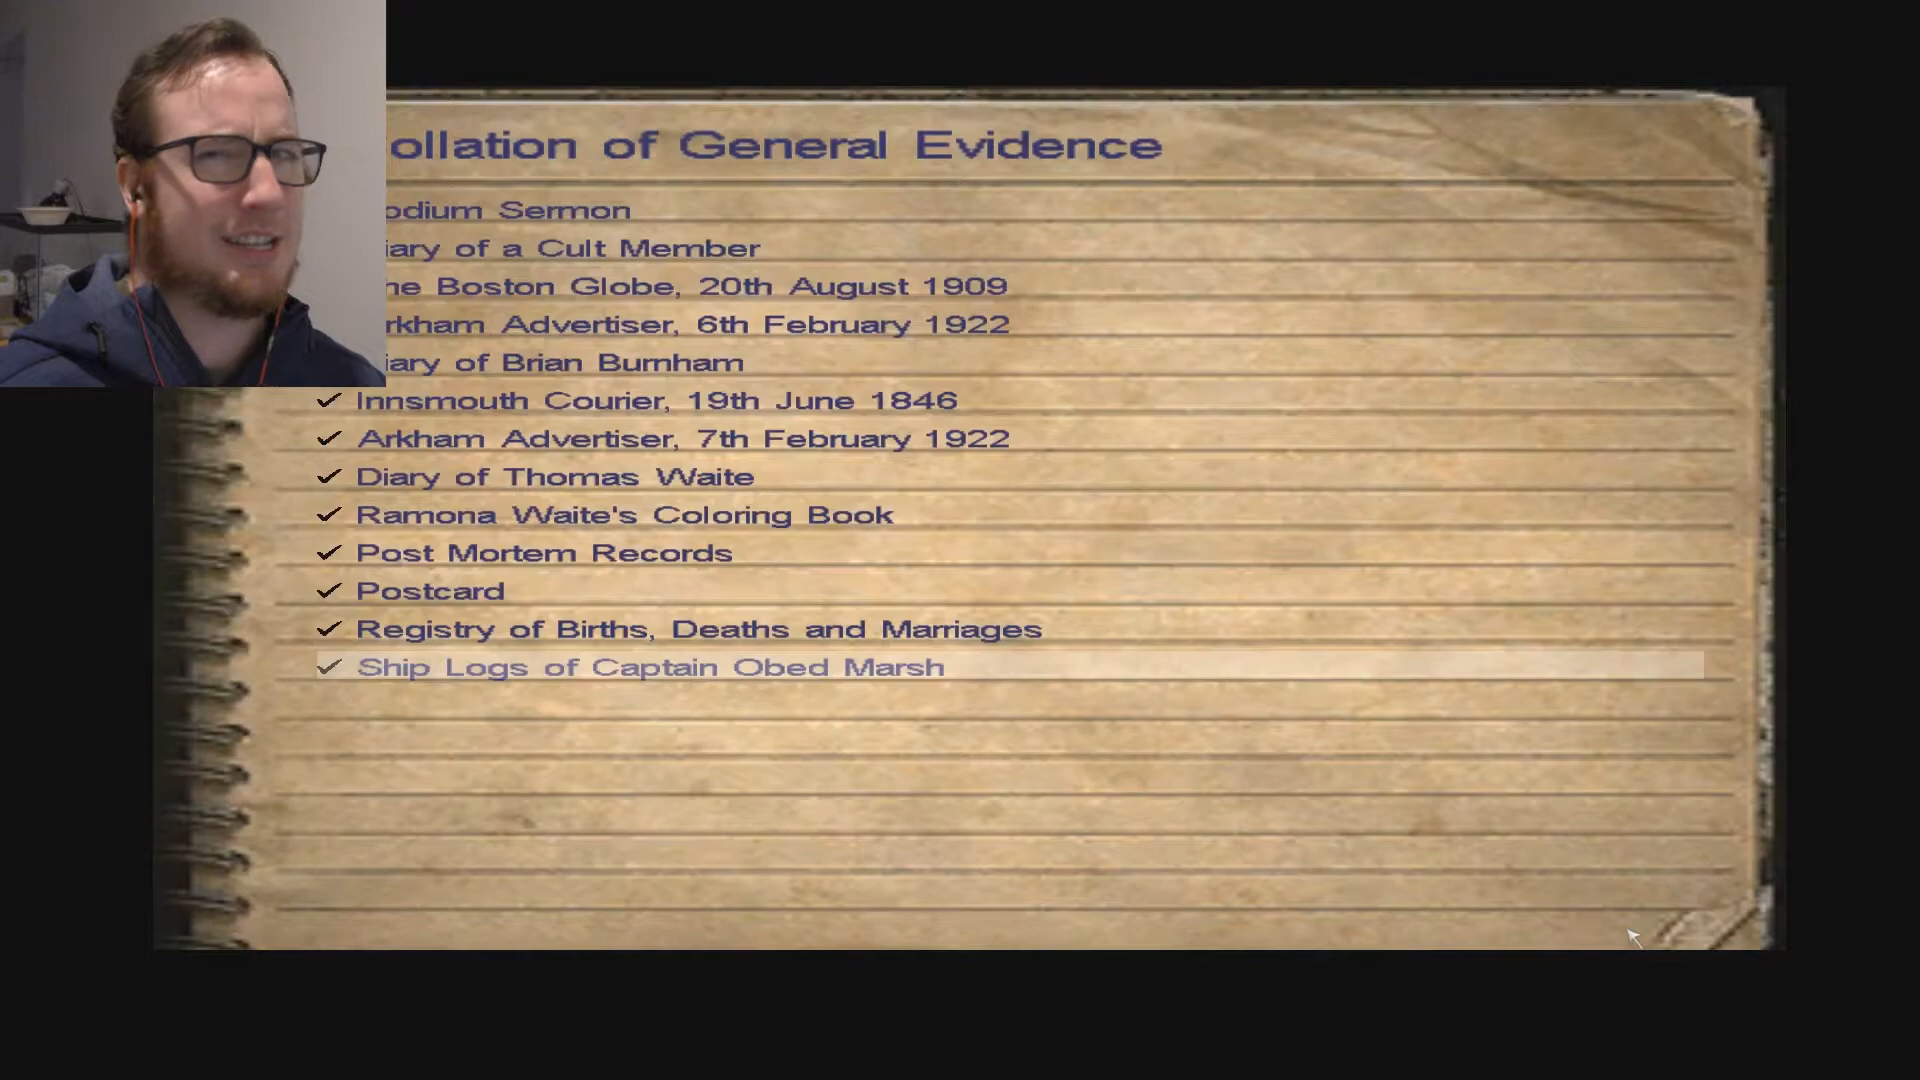 ollation of General Evidence
odium Sermon
iary of a Cult Member
he Boston Globe, 20th August 1909
rkham Advertiser, 6th February 1922
iary of Brian Burnham
Innsmouth Courier, 19th June 1846
Arkham Advertiser, 7th February 1922
Diary of Thomas Waite
Ramona Waite's Coloring Book
Post Mortem Records
Postcard
Registry of Births, Deaths and Marriages
Ship Logs of Captain Obed Marsh